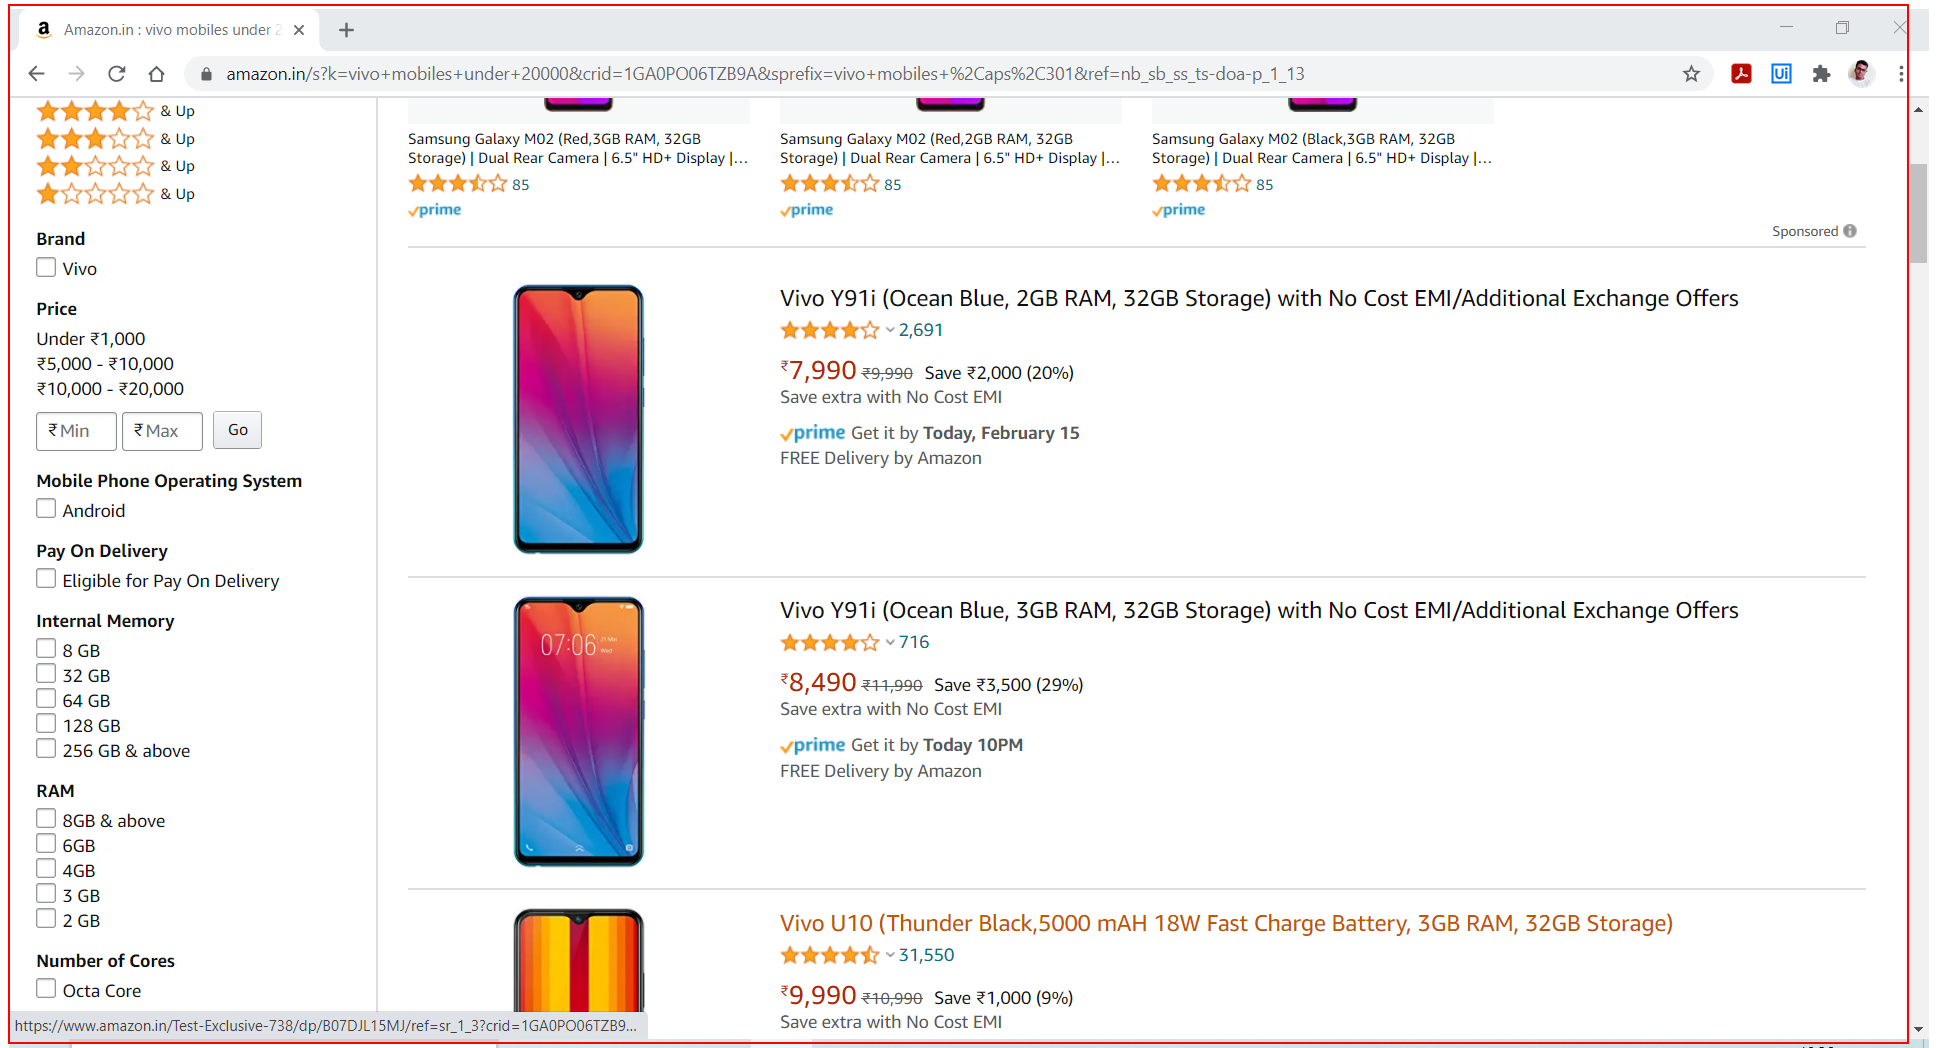 Amazon.in : vivo mobiles under 2
amazon.in/s?k=vivo+mobiles+under+20000&crid=1GA0PO06TZB9A&sprefix=vivo+mobiles+%2Caps%2C301&ref=nb_sb_ss_ts-doa-p_1_13
& Up
& Up
& Up
& Up
Brand
Vivo
Price
Under ₹1,000
₹5,000 - ₹10,000
₹10,000 - ₹20,000
₹ Min ₹ Max Go
Mobile Phone Operating System
Android
Pay On Delivery
Eligible for Pay On Delivery
Internal Memory
8 GB
32 GB
64 GB
128 GB
256 GB & above
RAM
8GB & above
6GB
4GB
3 GB
2 GB
Number of Cores
Octa Core
Samsung Galaxy M02 (Red,3GB RAM, 32GB
Storage) | Dual Rear Camera | 6.5" HD+ Display |...
85
prime
Samsung Galaxy M02 (Red,2GB RAM, 32GB
Storage) | Dual Rear Camera | 6.5" HD+ Display |...
85
prime
Samsung Galaxy M02 (Black,3GB RAM, 32GB
Storage) | Dual Rear Camera | 6.5" HD+ Display |...
85
prime
Sponsored
Vivo Y91i (Ocean Blue, 2GB RAM, 32GB Storage) with No Cost EMI/Additional Exchange Offers
2,691
₹7,990 ₹9,990 Save ₹2,000 (20%)
Save extra with No Cost EMI
prime Get it by Today, February 15
FREE Delivery by Amazon
07:06 21 Mar
Wed
Vivo Y91i (Ocean Blue, 3GB RAM, 32GB Storage) with No Cost EMI/Additional Exchange Offers
716
₹8,490 ₹11,990 Save ₹3,500 (29%)
Save extra with No Cost EMI
prime Get it by Today 10PM
FREE Delivery by Amazon
Vivo U10 (Thunder Black,5000 mAH 18W Fast Charge Battery, 3GB RAM, 32GB Storage)
31,550
₹9,990 ₹10,990 Save ₹1,000 (9%)
Save extra with No Cost EMI
https://www.amazon.in/Test-Exclusive-738/dp/B07DJL15MJ/ref=sr_1_3?crid=1GA0PO06TZB9...